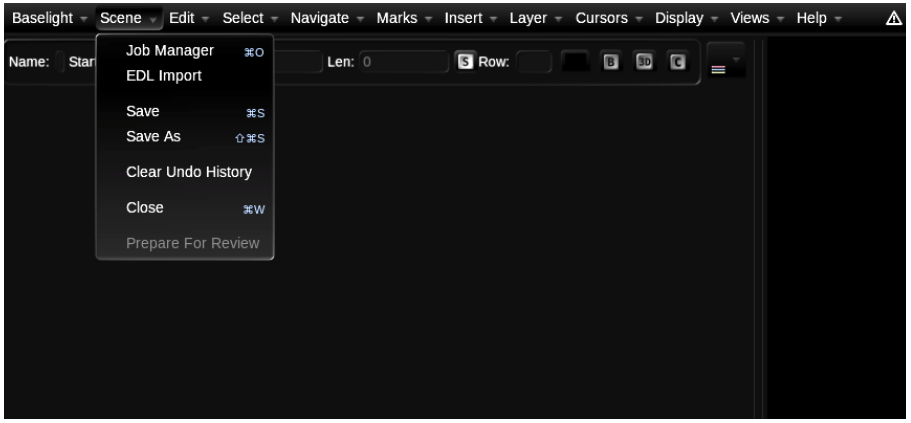 Baselight Scene Edit Select Navigate Marks Insert Layer Cursors Display Views Help
Name: Star Len: 0 S Row: B 3D C
Job Manager ⌘O
EDL Import
Save ⌘S
Save As ⇧⌘S
Clear Undo History
Close ⌘W
Prepare For Review